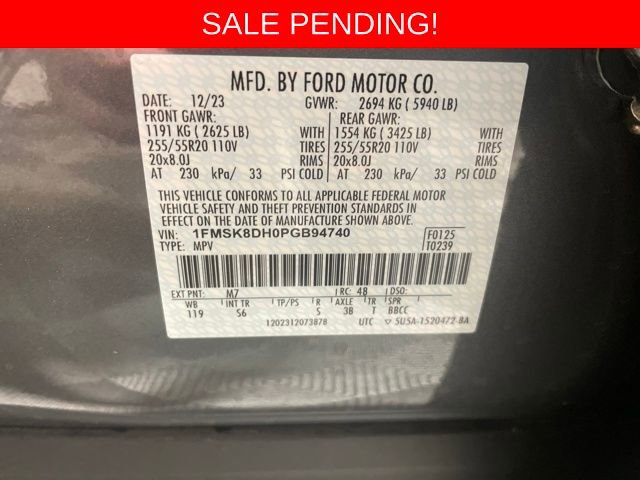 SALE PENDING!
MFD. BY FORD MOTOR CO.
DATE: 12/23 GVWR: 2694 KG ( 5940 LB)
FRONT GAWR: REAR GAWR:
1191 KG ( 2625 LB) WITH 1554 KG ( 3425 LB) WITH
255/55R20 110V TIRES 255/55R20 110V TIRES
20x8.0J RIMS 20x8.0J RIMS
AT 230 kPa/ 33 PSI COLD AT 230 kPa/ 33 PSI COLD
THIS VEHICLE CONFORMS TO ALL APPLICABLE FEDERAL MOTOR
VEHICLE SAFETY AND THEFT PREVENTION STANDARDS IN
EFFECT ON THE DATE OF MANUFACTURE SHOWN ABOVE.
VIN: 1FMSK8DH0PGB94740 F0125
TYPE: MPV T0239
EXT PNT: M7 RC: 48 DSO:
WB INT TR TP/PS R AXLE TR SPR
119 S6 S 3B T BBCC
1202312073878 UTC ▽ 5U5A-1520472-BA